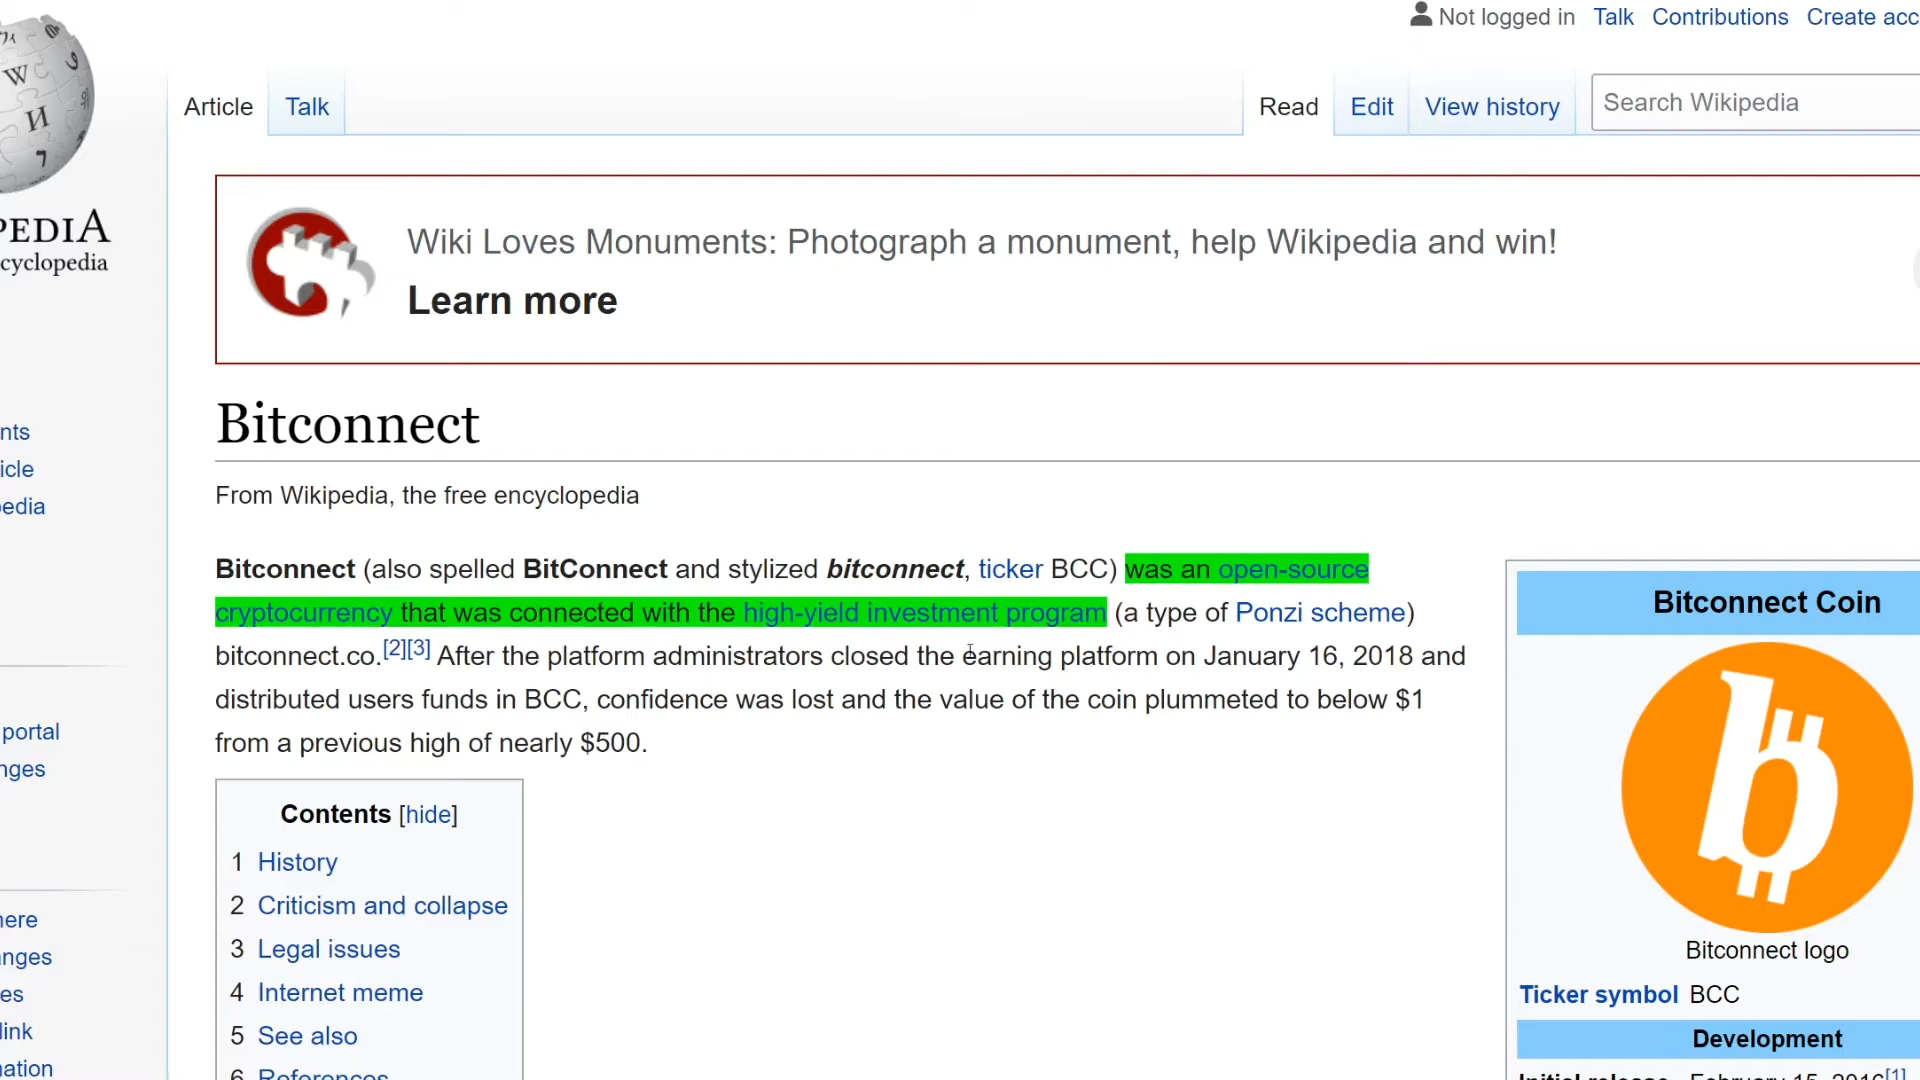 Not logged in Talk Contributions Create acc
Article Talk Read Edit View history Search Wikipedia
PEDIA
cyclopedia
Wiki Loves Monuments: Photograph a monument, help Wikipedia and win!
Learn more
Bitconnect
nts
icle
pedia
From Wikipedia, the free encyclopedia
Bitconnect (also spelled BitConnect and stylized bitconnect, ticker BCC) was an open-source
cryptocurrency that was connected with the high-yield investment program (a type of Ponzi scheme)
bitconnect.co.[2][3] After the platform administrators closed the earning platform on January 16, 2018 and
distributed users funds in BCC, confidence was lost and the value of the coin plummeted to below $1
from a previous high of nearly $500.
portal
nges
Contents [hide]
1 History
2 Criticism and collapse
3 Legal issues
4 Internet meme
5 See also
6 References
here
anges
es
link
nation
Bitconnect Coin
Bitconnect logo
Ticker symbol BCC
Development
Initial release February 15, 2016[1]